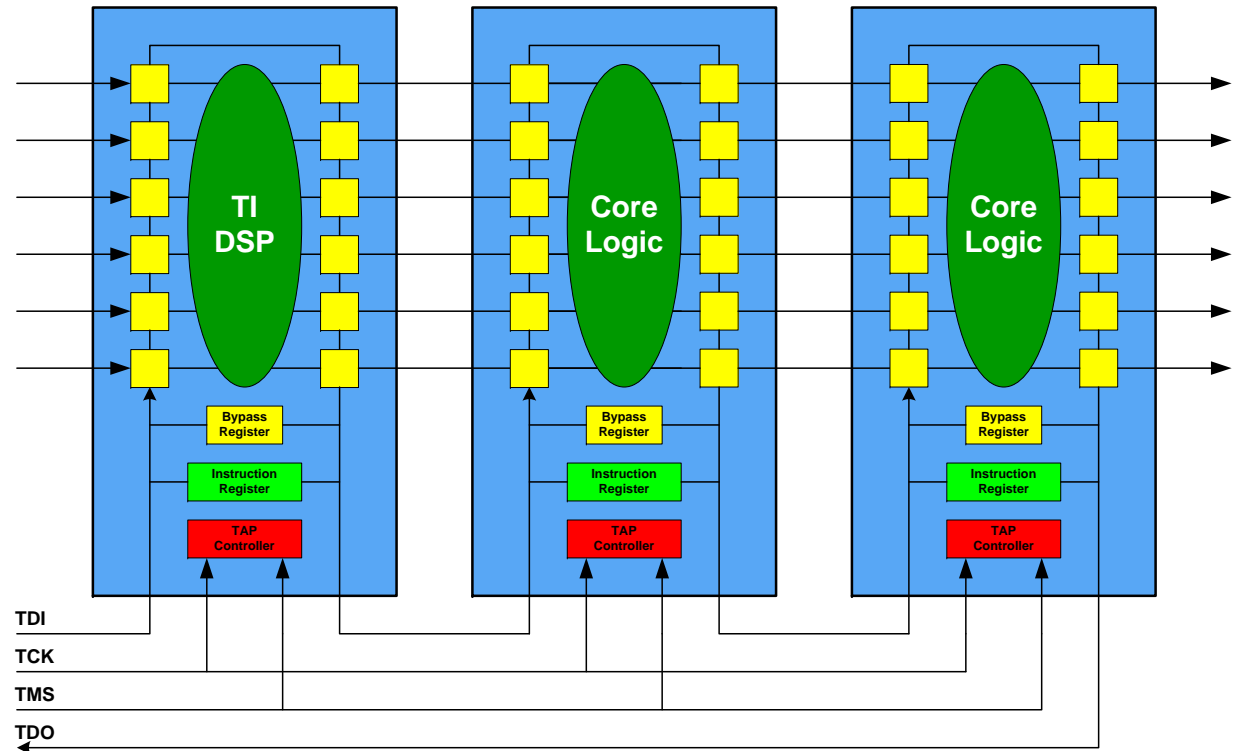 TI
DSP
Core
Logic
Core
Logic
Bypass
Register
Bypass
Register
Bypass
Register
Instruction
Register
Instruction
Register
Instruction
Register
TAP
Controller
TAP
Controller
TAP
Controller
TDI
TCK
TMS
TDO